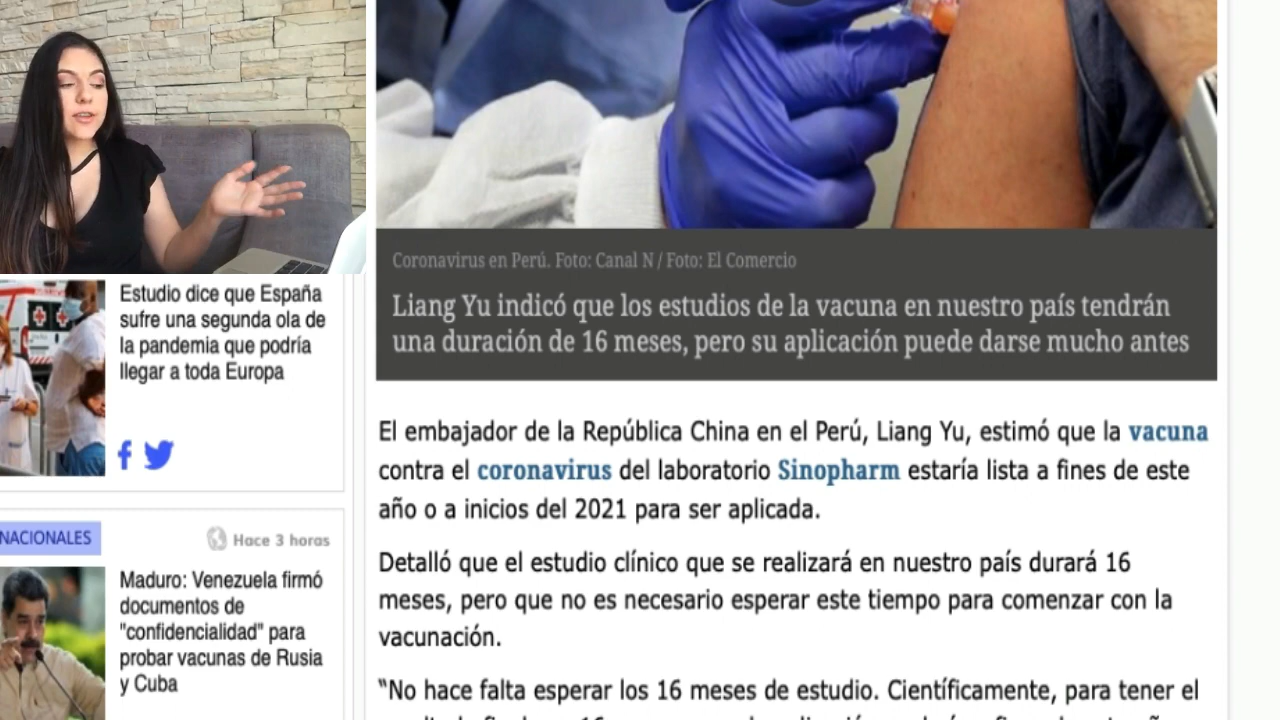 Coronavirus en Perú. Foto: Canal N / Foto: El Comercio
Liang Yu indicó que los estudios de la vacuna en nuestro país tendrán
una duración de 16 meses, pero su aplicación puede darse mucho antes
El embajador de la República China en el Perú, Liang Yu, estimó que la vacuna
contra el coronavirus del laboratorio Sinopharm estaría lista a fines de este
año o a inicios del 2021 para ser aplicada.
Detalló que el estudio clínico que se realizará en nuestro país durará 16
meses, pero que no es necesario esperar este tiempo para comenzar con la
vacunación.
“No hace falta esperar los 16 meses de estudio. Científicamente, para tener el
Estudio dice que España
sufre una segunda ola de
la pandemia que podría
llegar a toda Europa
NACIONALES
Hace 3 horas
Maduro: Venezuela firmó
documentos de
"confidencialidad" para
probar vacunas de Rusia
y Cuba